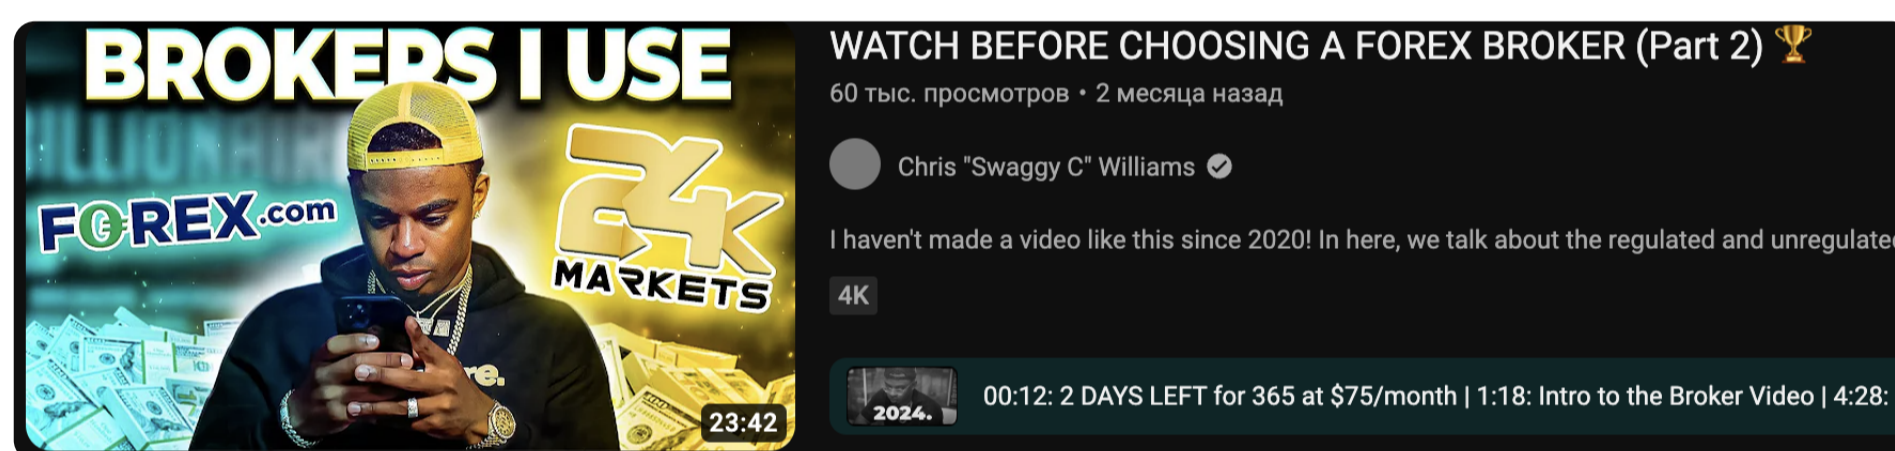 BROKERS I USE
BILLIONAIRE
FOREX.com
24K
MARKETS
re.
23:42
WATCH BEFORE CHOOSING A FOREX BROKER (Part 2) 🏆
60 тыс. просмотров • 2 месяца назад
Chris "Swaggy C" Williams
I haven't made a video like this since 2020! In here, we talk about the regulated and unregulated
4K
2024.
00:12: 2 DAYS LEFT for 365 at $75/month | 1:18: Intro to the Broker Video | 4:28: